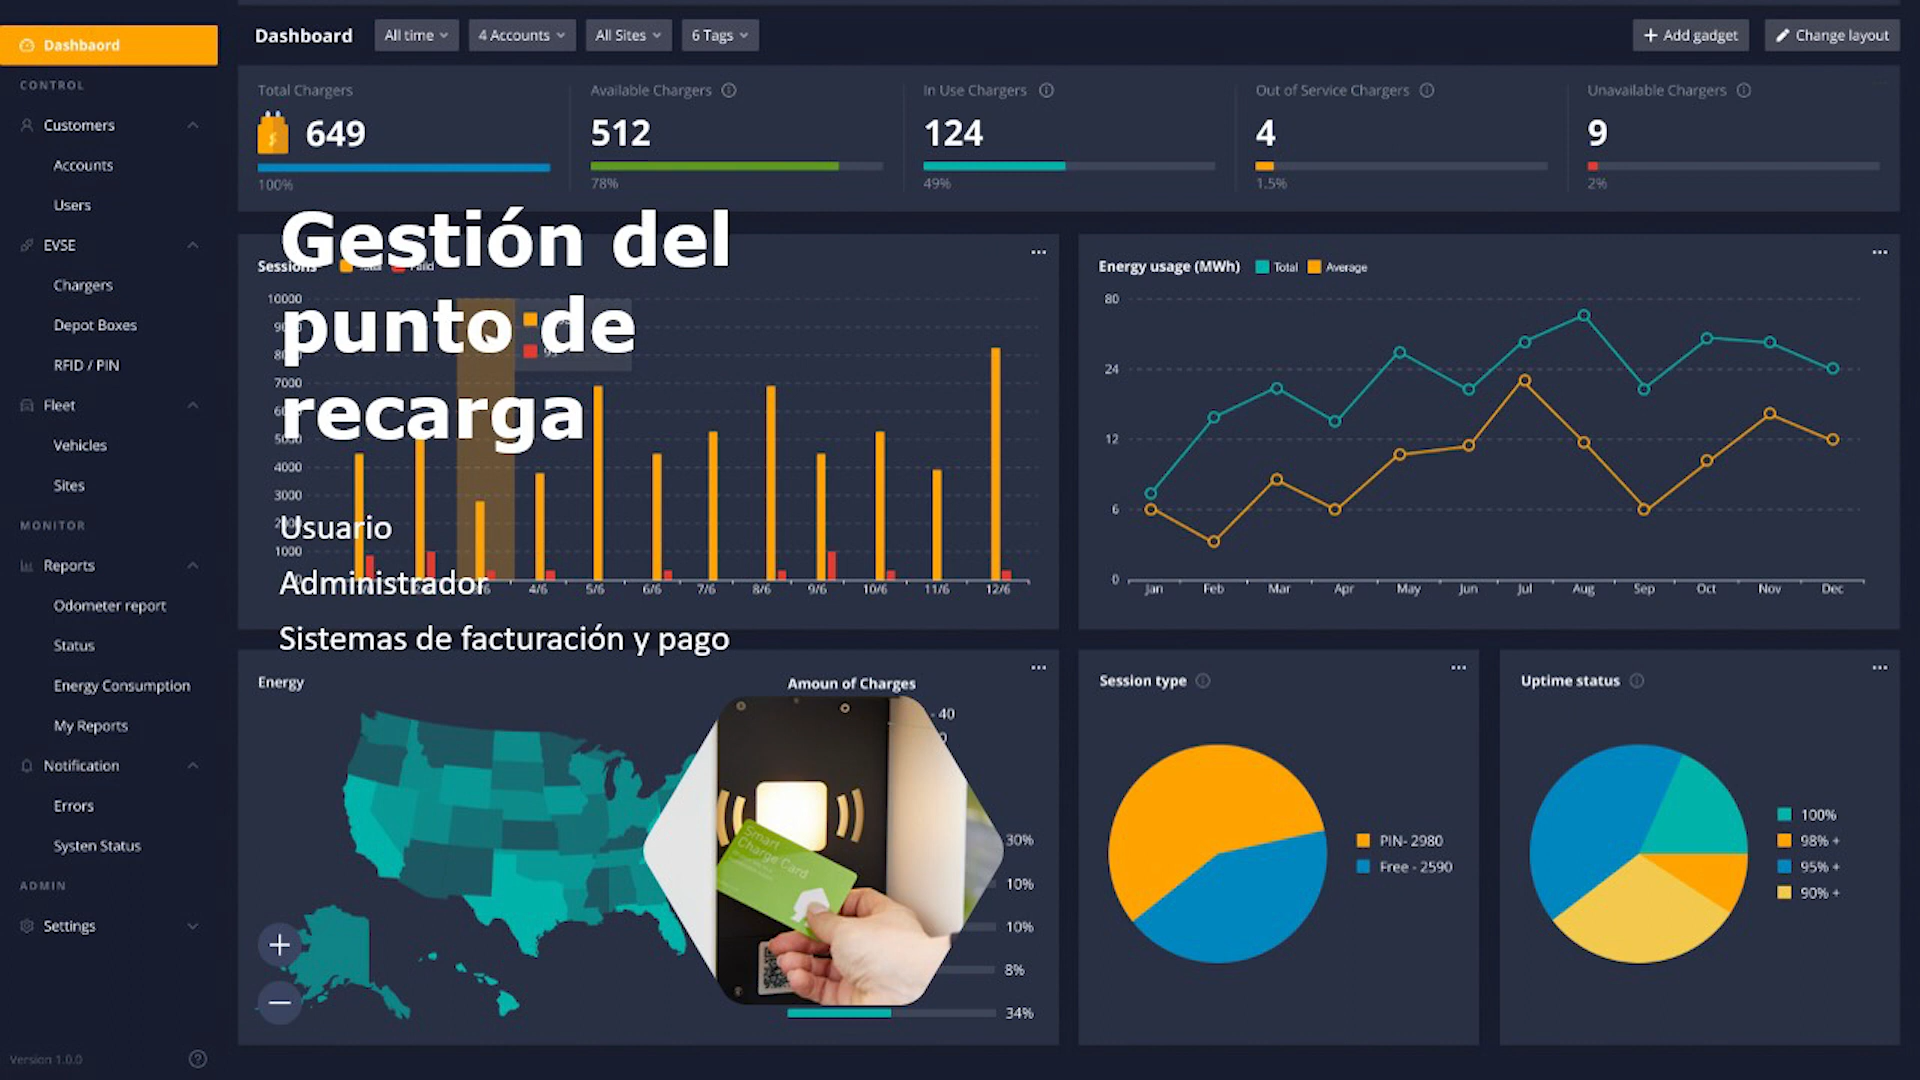 Dashbaord
CONTROL
Customers
Accounts
Users
EVSE
Chargers
Depot Boxes
RFID / PIN
Fleet
Vehicles
Sites
MONITOR
Reports
Odometer report
Status
Energy Consumption
My Reports
Notification
Errors
Systen Status
ADMIN
Settings
Version 1.0.0
Dashboard
All time
4 Accounts
All Sites
6 Tags
+ Add gadget
Change layout
Total Chargers
649
100%
Available Chargers
512
78%
In Use Chargers
124
49%
Out of Service Chargers
4
1.5%
Unavailable Chargers
9
2%
Gestión del
punto de
recarga
Usuario
Administrador
Sistemas de facturación y pago
Sessions
10000
7000
4000
3000
1000
4/6 5/6 6/6 7/6 8/6 9/6 10/6 11/6 12/6
Energy usage (MWh) Total Average
80
24
12
6
0
Jan Feb Mar Apr May Jun Jul Aug Sep Oct Nov Dec
Energy
Amoun of Charges
40
30%
10%
10%
8%
34%
Smart
Charge Card
Session type
PIN- 2980
Free - 2590
Uptime status
100%
98% +
95% +
90% +